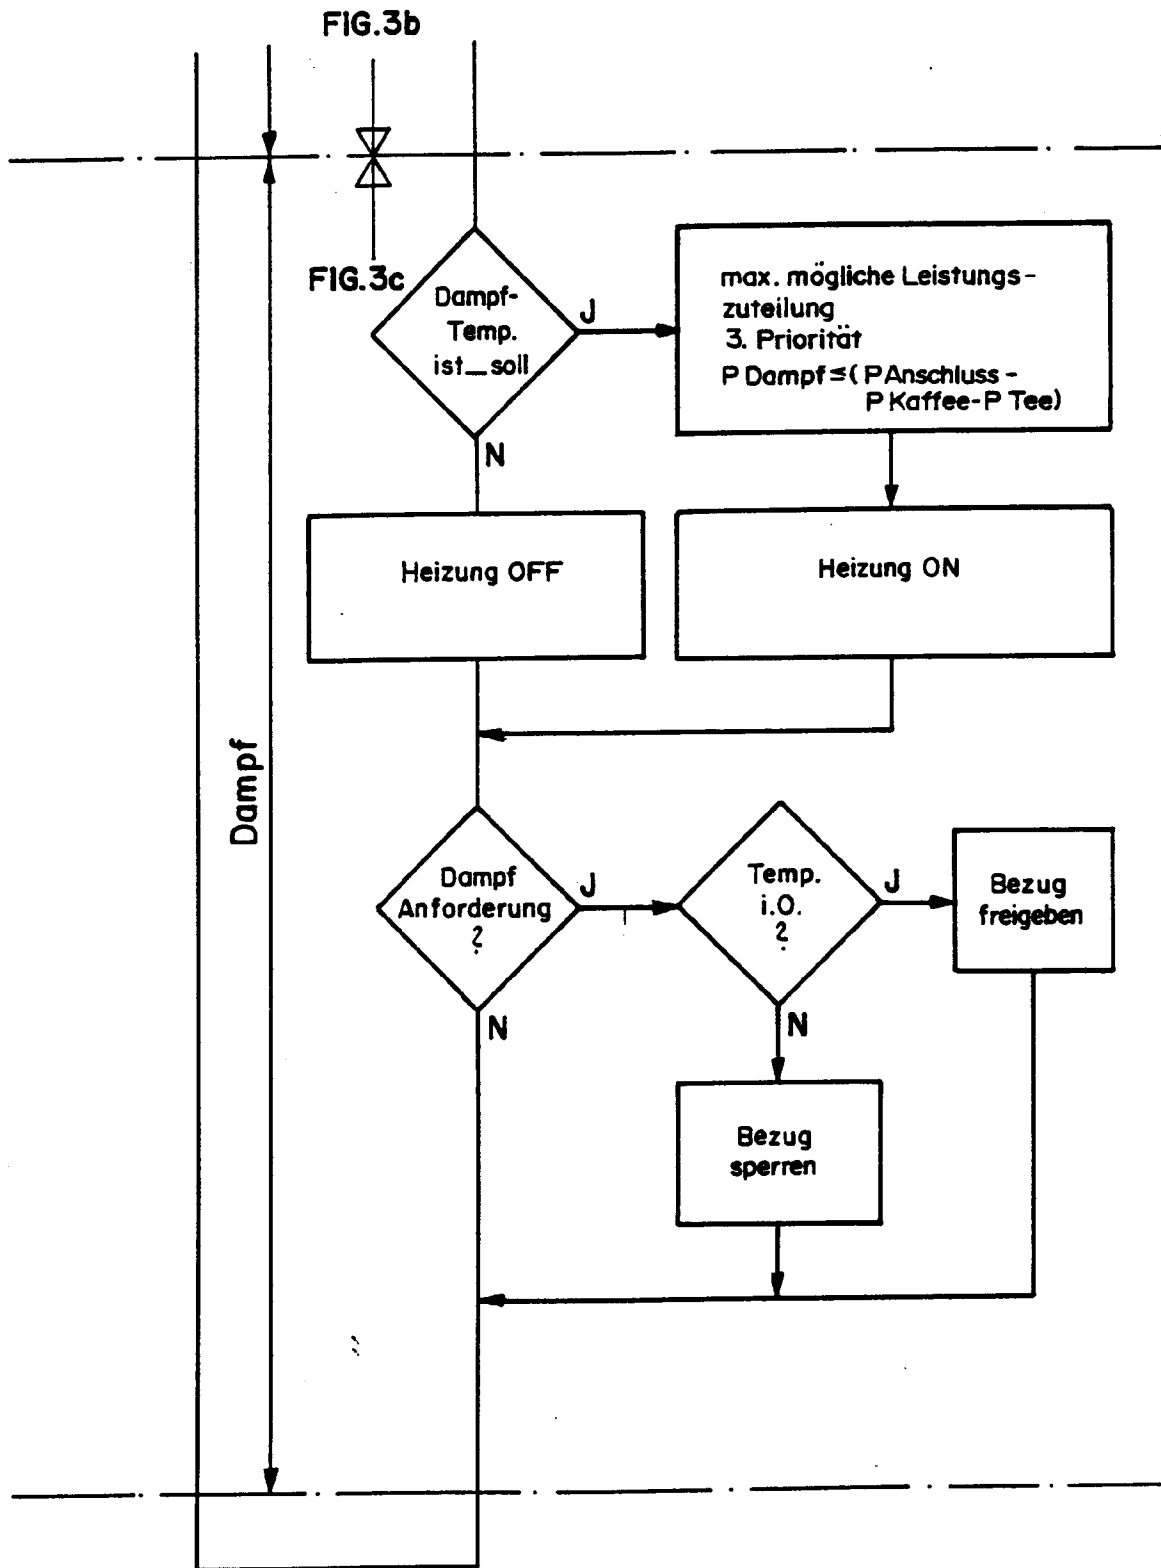 FIG.3b
FIG.3c
Dampf-
Temp.
ist_soll
J
N
max. mögliche Leistungs-
zuteilung
3. Priorität
P Dampf ≤ ( P Anschluss -
P Kaffee - P Tee)
Heizung OFF
Heizung ON
Dampf
Dampf
Anforderung
?
J
N
Temp.
i.O.
?
J
N
Bezug
freigeben
Bezug
sperren